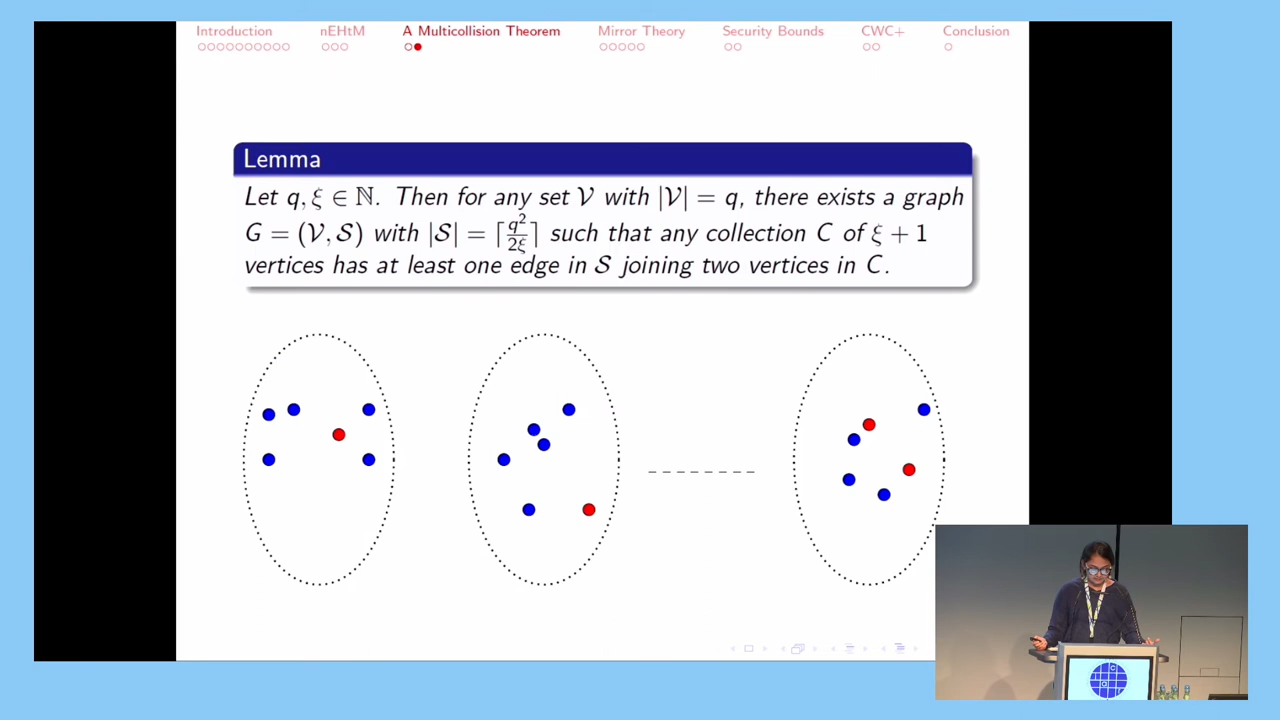 Introduction nEHtM A Multicollision Theorem Mirror Theory Security Bounds CWC+ Conclusion
Lemma
Let q, ξ ∈ ℕ. Then for any set 𝒱 with |𝒱| = q, there exists a graph
G = (𝒱, 𝒮) with |𝒮| = ⌈q²/2ξ⌉ such that any collection C of ξ + 1
vertices has at least one edge in 𝒮 joining two vertices in C.